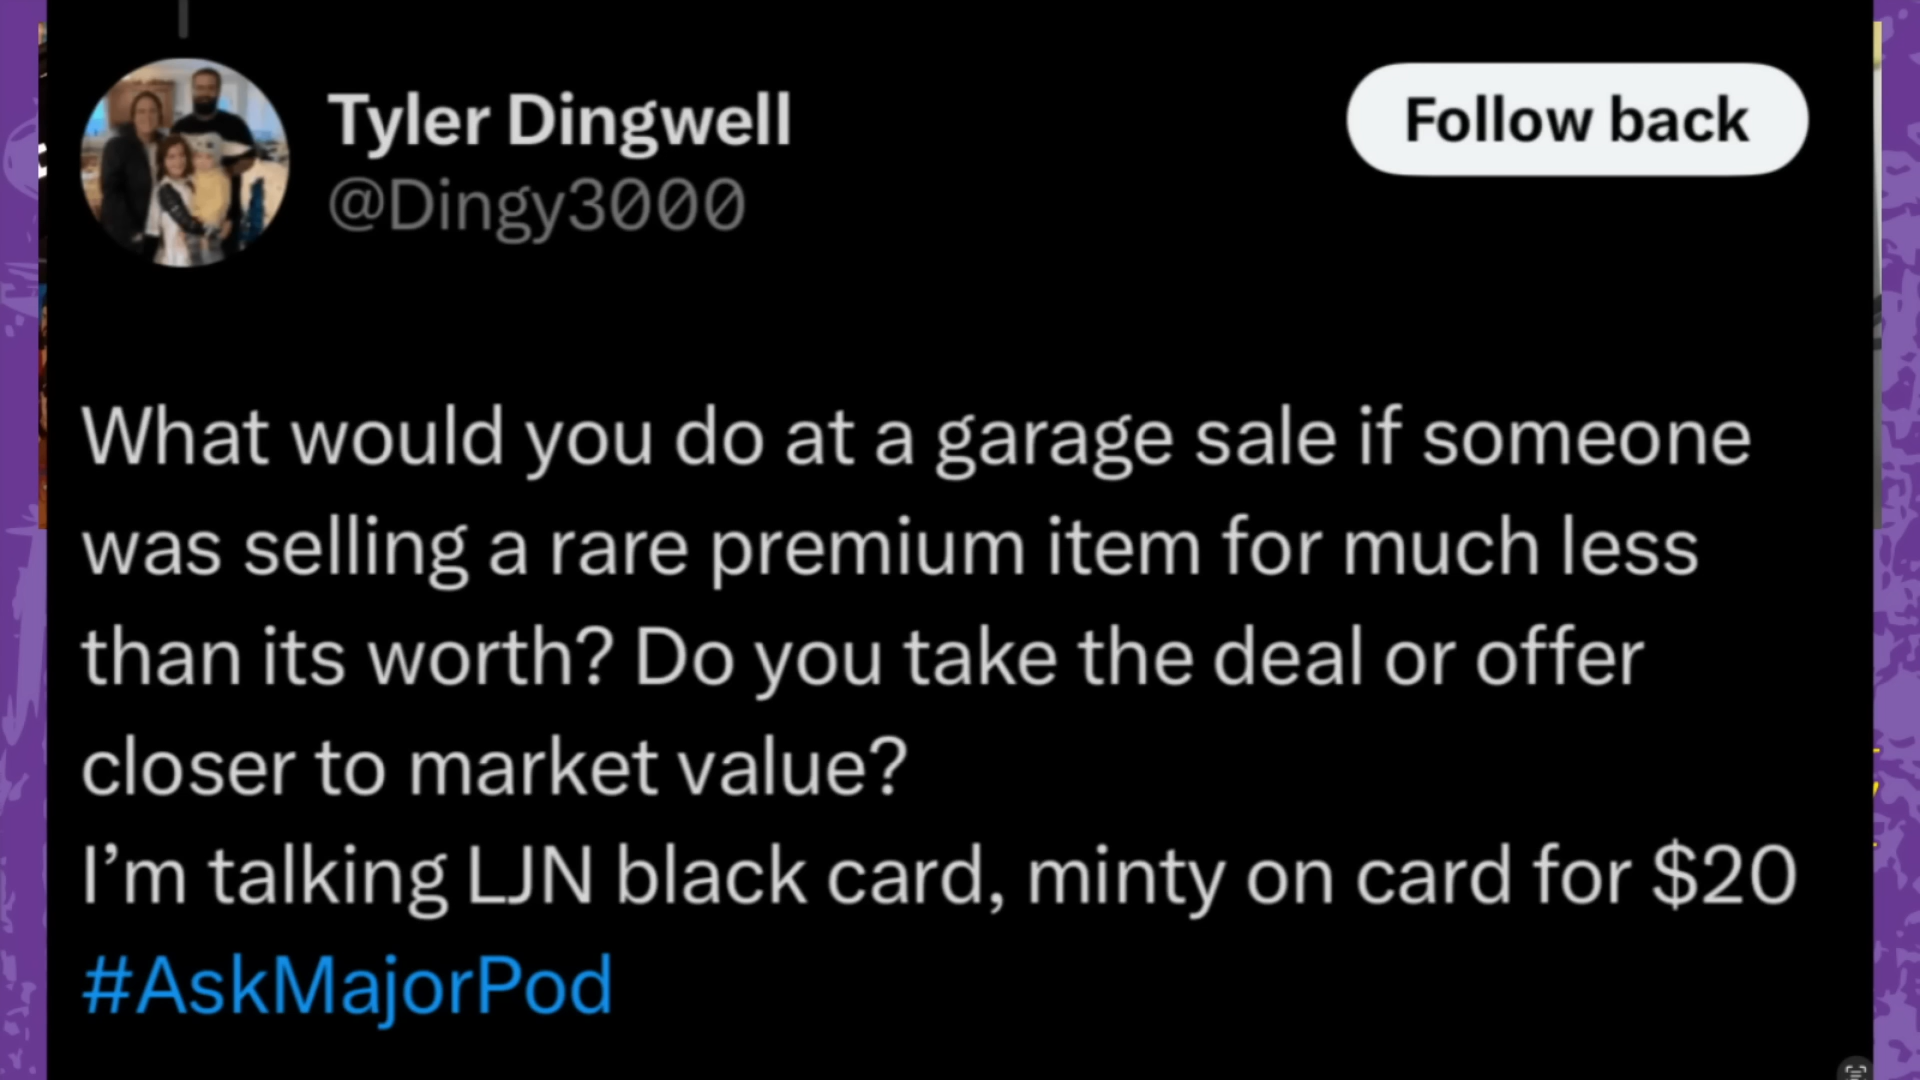 Tyler Dingwell
Follow back
@Dingy3000
What would you do at a garage sale if someone
was selling a rare premium item for much less
than its worth? Do you take the deal or offer
closer to market value?
I’m talking LJN black card, minty on card for $20
#AskMajorPod